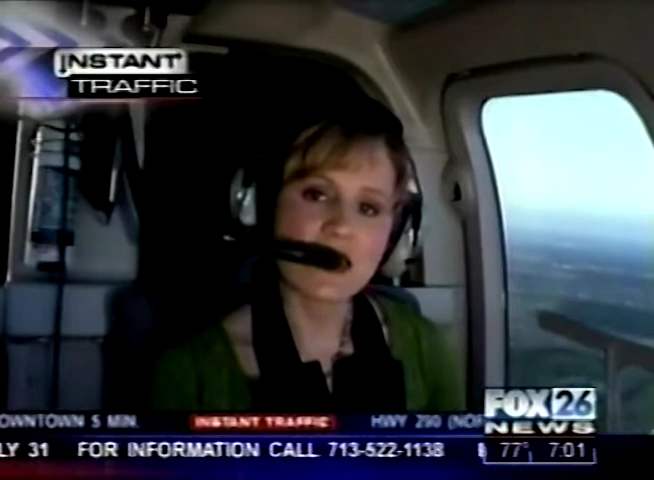 INSTANT
TRAFFIC
OWNTOWN 5 MIN. INSTANT TRAFFIC HWY 290 (NOR
FOX 26
NEWS
LY 31 FOR INFORMATION CALL 713-522-1138
77° 7:01